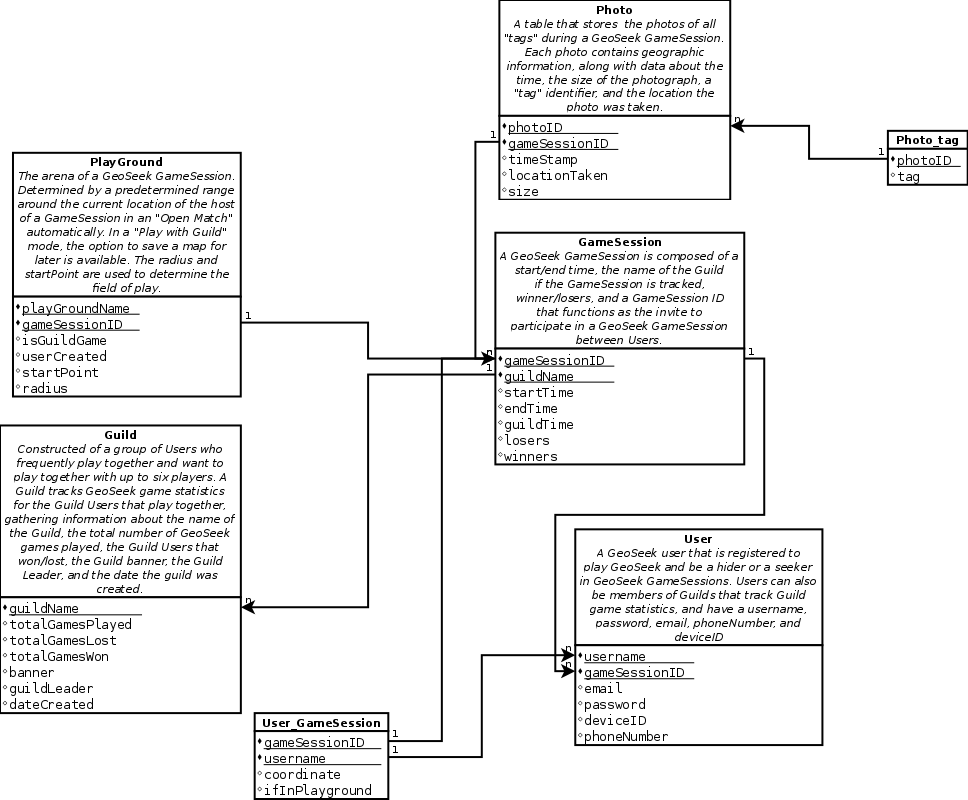 Photo
A table that stores the photos of all
"tags" during a GeoSeek GameSession.
Each photo contains geographic
information, along with data about the
time, the size of the photograph, a
"tag" identifier, and the location the
photo was taken.
photoID
gameSessionID
timeStamp
locationTaken
size
1
n
1
Photo_tag
photoID
tag
PlayGround
The arena of a GeoSeek GameSession.
Determined by a predetermined range
around the current location of the host
of a GameSession in an "Open Match"
automatically. In a "Play with Guild"
mode, the option to save a map for
later is available. The radius and
startPoint are used to determine the
field of play.
playGroundName
gameSessionID
isGuildGame
userCreated
startPoint
radius
1
GameSession
A GeoSeek GameSession is composed of a
start/end time, the name of the Guild
if the GameSession is tracked,
winner/losers, and a GameSession ID
that functions as the invite to
participate in a GeoSeek GameSession
between Users.
gameSessionID
guildName
startTime
endTime
guildTime
losers
winners
n
1
1
Guild
Constructed of a group of Users who
frequently play together and want to
play together with up to six players. A
Guild tracks GeoSeek game statistics
for the Guild Users that play together,
gathering information about the name of
the Guild, the total number of GeoSeek
games played, the Guild Users that
won/lost, the Guild banner, the Guild
Leader, and the date the guild was
created.
guildName
totalGamesPlayed
totalGamesLost
totalGamesWon
banner
guildLeader
dateCreated
n
User
A GeoSeek user that is registered to
play GeoSeek and be a hider or a seeker
in GeoSeek GameSessions. Users can also
be members of Guilds that track Guild
game statistics, and have a username,
password, email, phoneNumber, and
deviceID
username
gameSessionID
email
password
deviceID
phoneNumber
n
n
User_GameSession
gameSessionID
username
coordinate
ifInPlayground
1
1